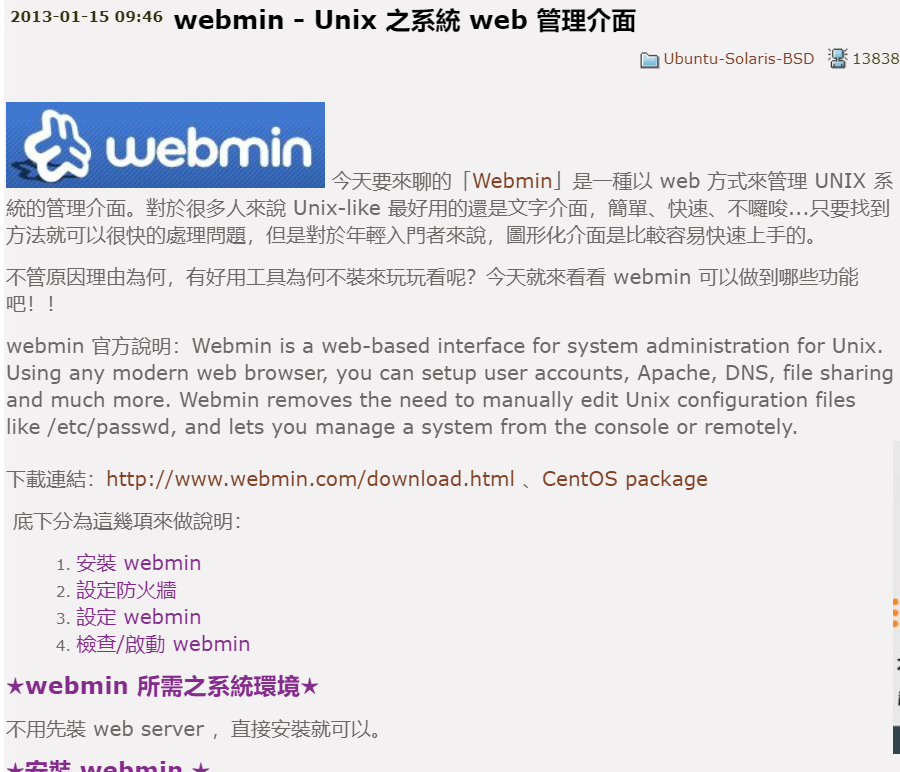 2013-01-15 09:46 webmin - Unix 之系統 web 管理介面
Ubuntu-Solaris-BSD 13838
webmin 今天要來聊的「Webmin」是一種以 web 方式來管理 UNIX 系
統的管理介面。對於很多人來說 Unix-like 最好用的還是文字介面，簡單、快速、不囉唆...只要找到
方法就可以很快的處理問題，但是對於年輕入門者來說，圖形化介面是比較容易快速上手的。
不管原因理由為何，有好用工具為何不裝來玩玩看呢？今天就來看看 webmin 可以做到哪些功能
吧！！
webmin 官方說明：Webmin is a web-based interface for system administration for Unix.
Using any modern web browser, you can setup user accounts, Apache, DNS, file sharing
and much more. Webmin removes the need to manually edit Unix configuration files
like /etc/passwd, and lets you manage a system from the console or remotely.
下載連結：http://www.webmin.com/download.html 、CentOS package
底下分為這幾項來做說明：
1. 安裝 webmin
2. 設定防火牆
3. 設定 webmin
4. 檢查/啟動 webmin
★webmin 所需之系統環境★
不用先裝 web server ，直接安裝就可以。
★安裝 webmin ★